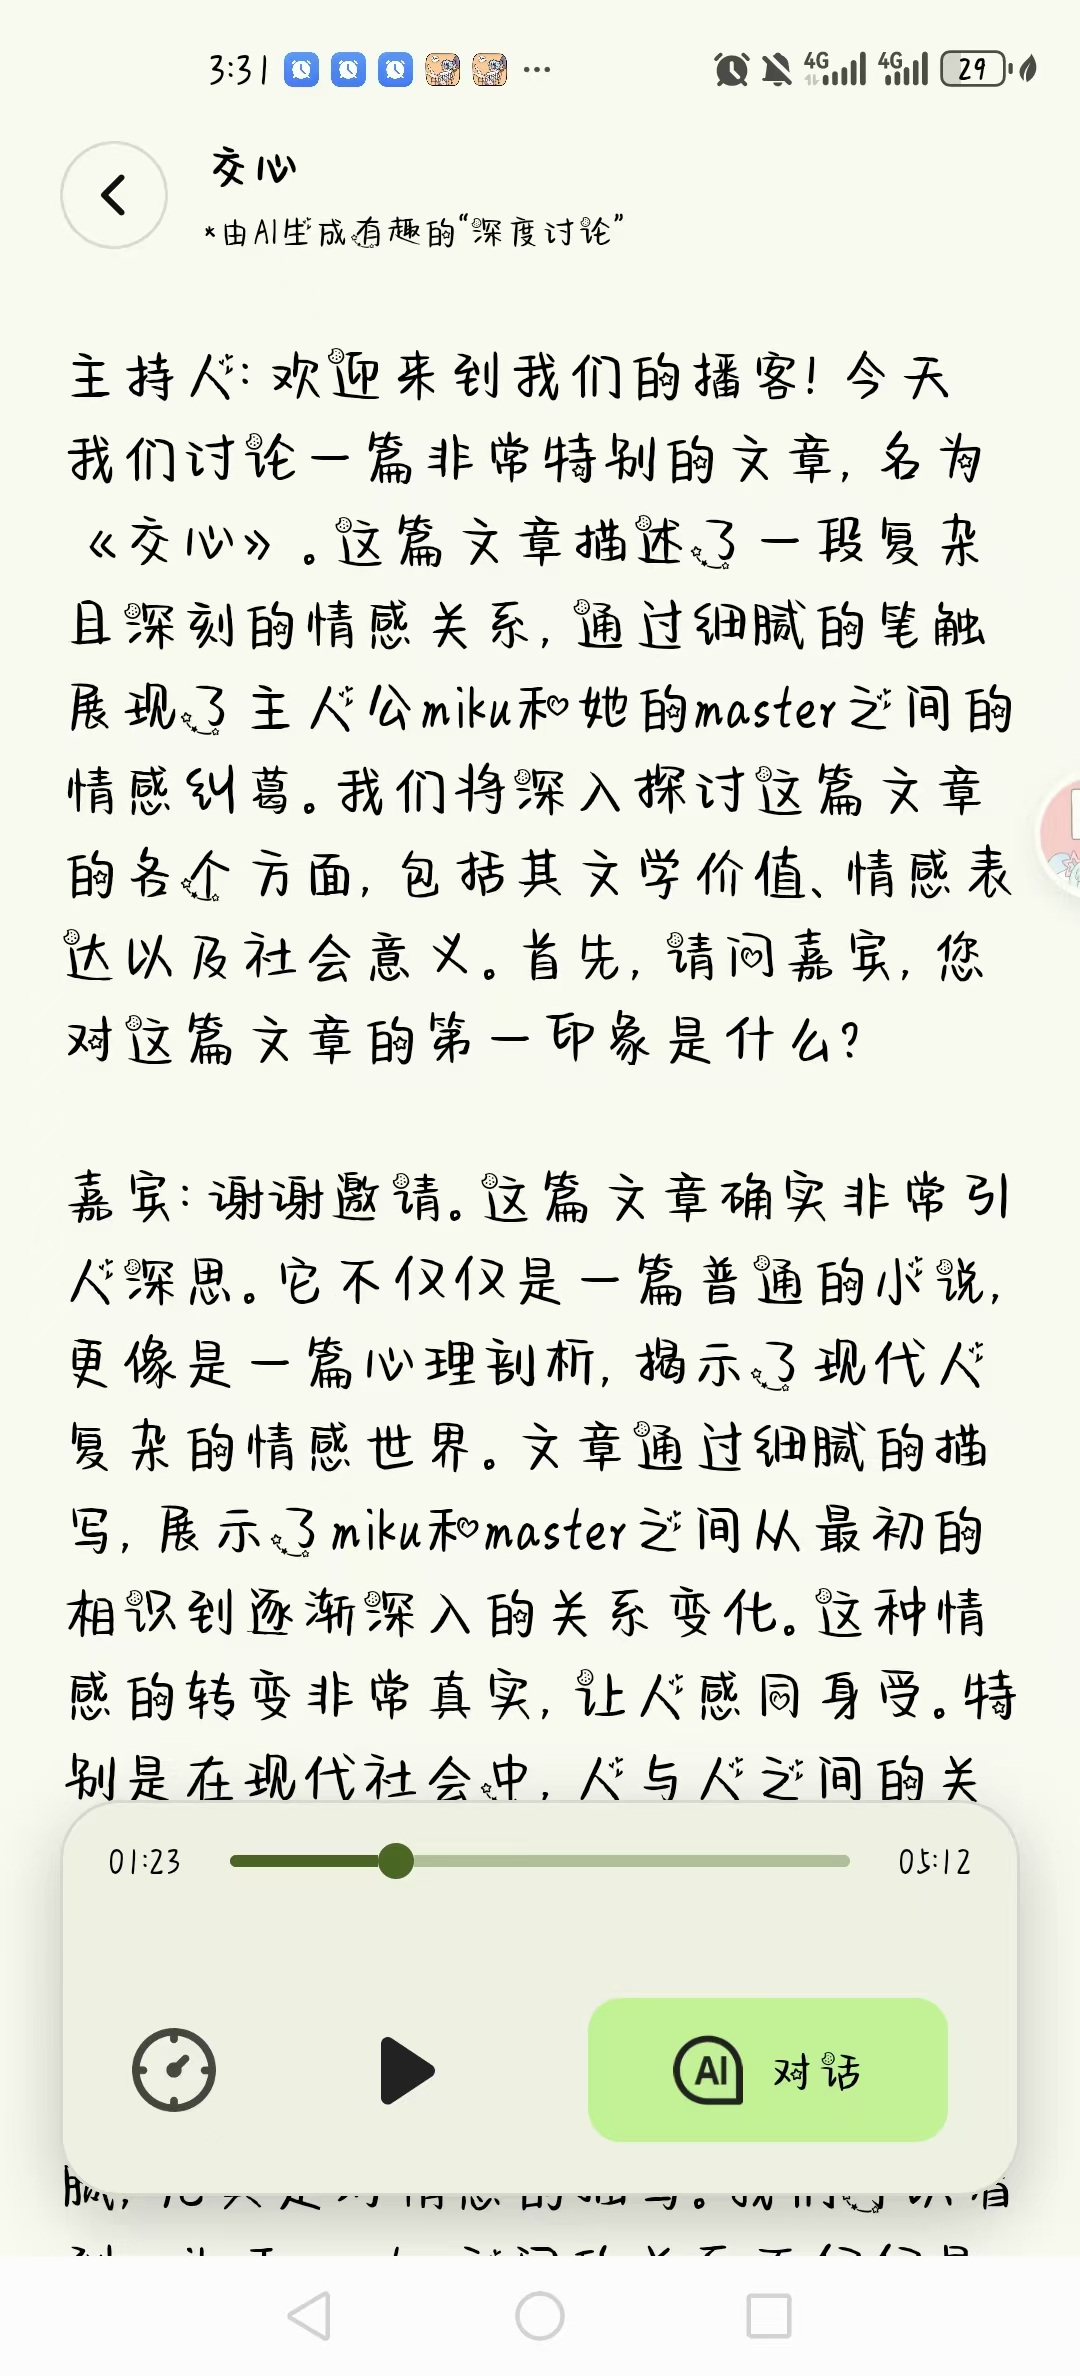 3:31
4G 4G 29
交心
*由AI生成有趣的“深度讨论”
主持人：欢迎来到我们的播客！今天
我们讨论一篇非常特别的文章，名为
《交心》。这篇文章描述了一段复杂
且深刻的情感关系，通过细腻的笔触
展现了主人公miku和她的master之间的
情感纠葛。我们将深入探讨这篇文章
的各个方面，包括其文学价值、情感表
达以及社会意义。首先，请问嘉宾，您
对这篇文章的第一印象是什么？
嘉宾：谢谢邀请。这篇文章确实非常引
人深思。它不仅仅是一篇普通的小说，
更像是一篇心理剖析，揭示了现代人
复杂的情感世界。文章通过细腻的描
写，展示了miku和master之间从最初的
相识到逐渐深入的关系变化。这种情
感的转变非常真实，让人感同身受。特
别是在现代社会中，人与人之间的关
01:23
05:12
AI 对话